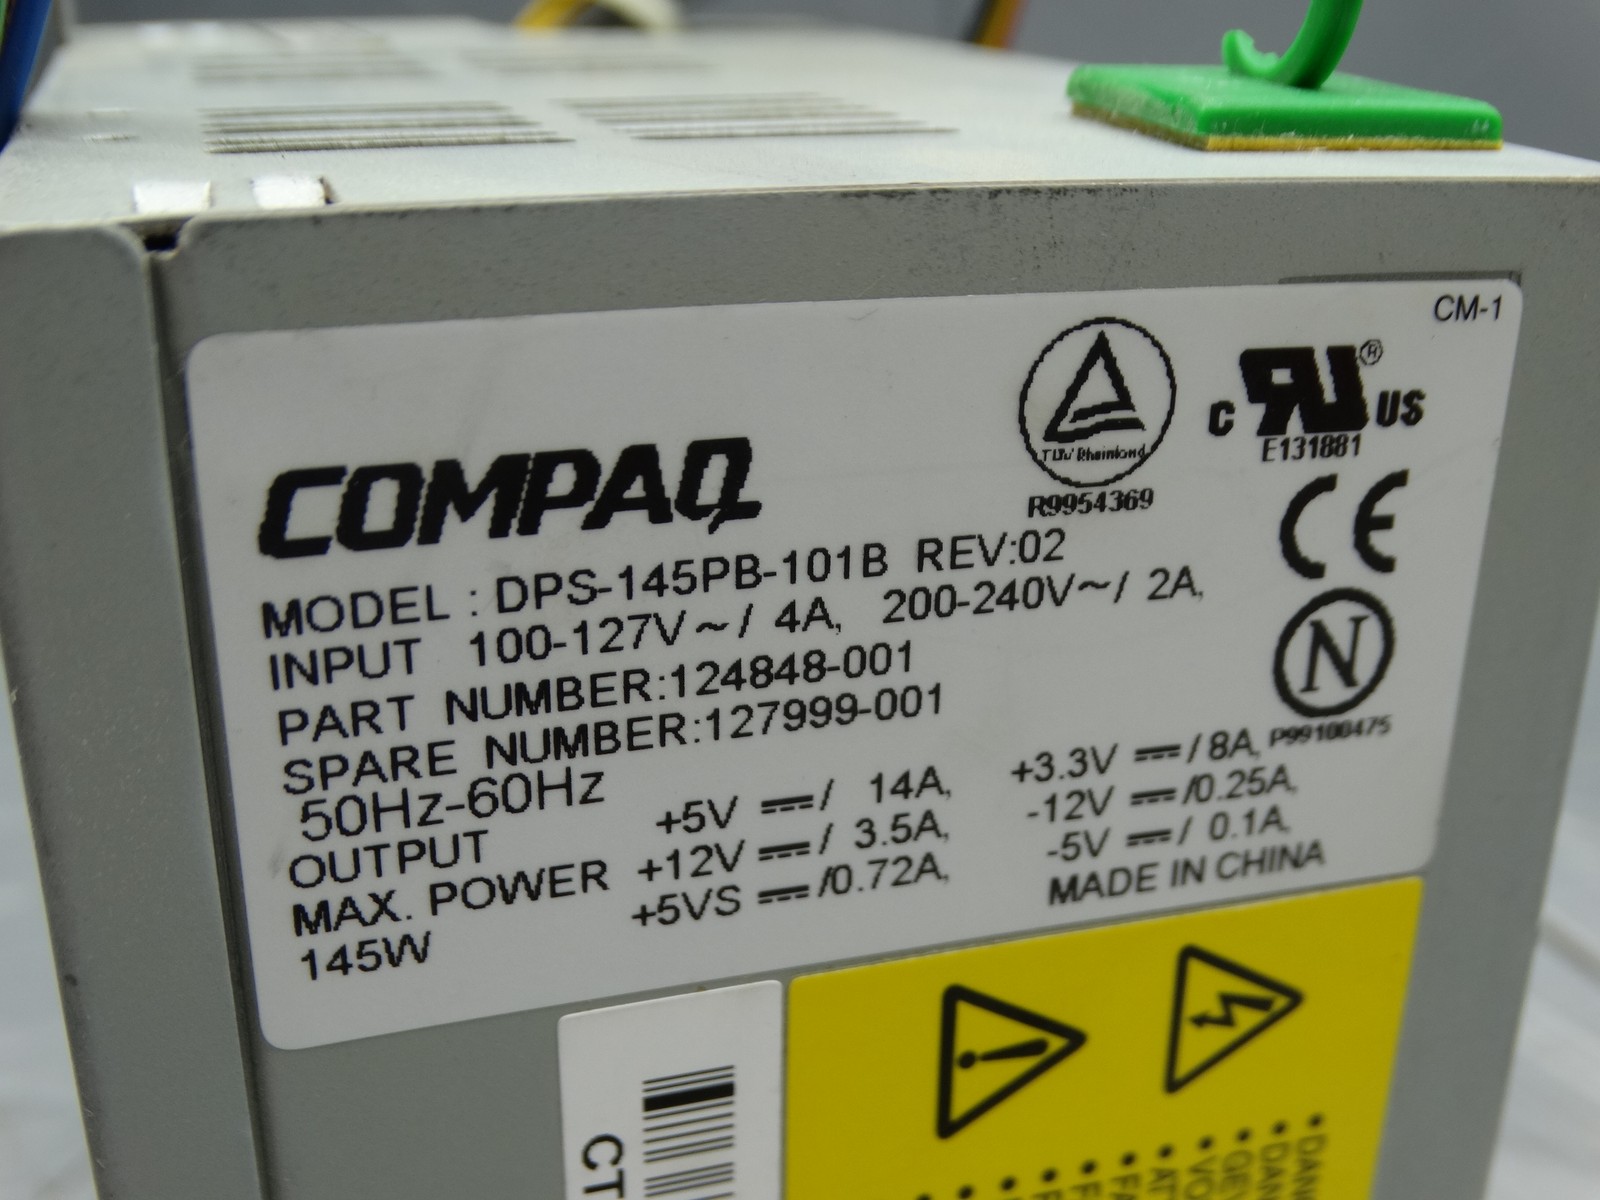 CM-1
TÜV Rheinland
R9954369
C RU ® US
E131881
COMPAQ
CE
MODEL : DPS-145PB-101B REV:02
INPUT 100-127V~/ 4A, 200-240V~/ 2A,
PART NUMBER:124848-001
SPARE NUMBER:127999-001
50Hz-60Hz
N
P99100475
OUTPUT +5V ⎓/ 14A, +3.3V ⎓/ 8A,
MAX. POWER +12V ⎓/ 3.5A, -12V ⎓/0.25A,
145W +5VS ⎓/0.72A, -5V ⎓/ 0.1A,
MADE IN CHINA
CT